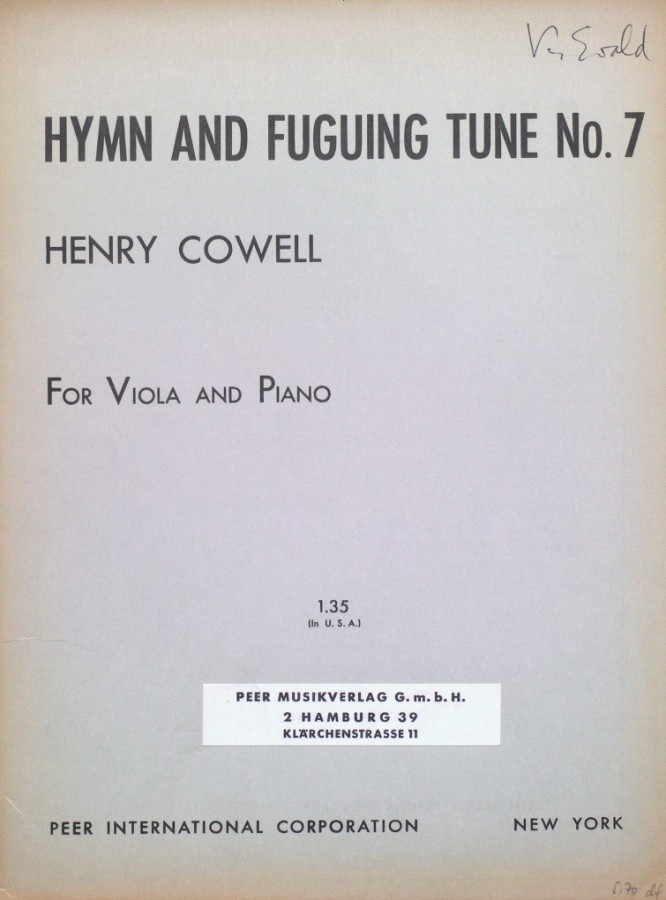 Ewald
HYMN AND FUGUING TUNE No. 7
HENRY COWELL
FOR VIOLA AND PIANO
1.35
(In U. S. A.)
PEER MUSIKVERLAG G. m. b. H.
2 HAMBURG 39
KLÄRCHENSTRASSE 11
PEER INTERNATIONAL CORPORATION NEW YORK